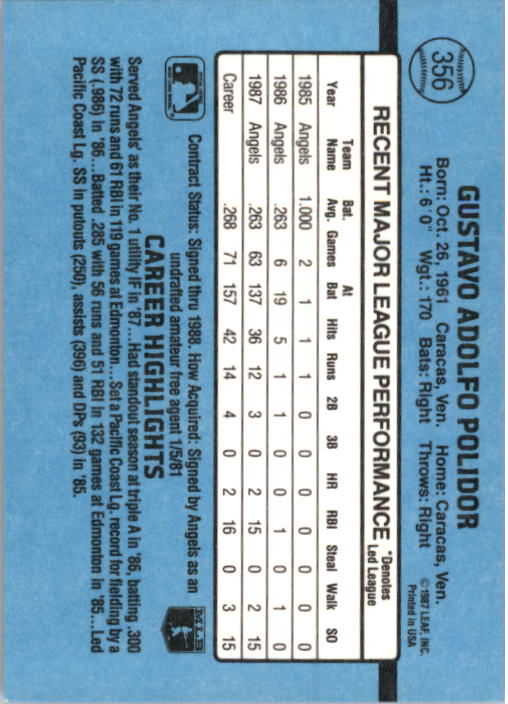 356
GUSTAVO ADOLFO POLIDOR
Born: Oct. 26, 1961 Caracas, Ven. Home: Caracas, Ven.
Ht.: 6'0" Wgt.: 170 Bats: Right Throws: Right
©1987 LEAF, INC.
Printed in USA
RECENT MAJOR LEAGUE PERFORMANCE *Denotes Led League
Year Team Name Bat. Avg. Games At Bat Hits Runs 2B 3B HR RBI Steal Walk SO
1985 Angels 1.000 2 1 1 1 0 0 0 0 0 0 0
1986 Angels .263 6 19 5 1 1 0 0 1 0 1 0
1987 Angels .263 63 137 36 12 3 0 2 15 0 2 15
Career .268 71 157 42 14 4 0 2 16 0 3 15
Contract Status: Signed thru 1988. How Acquired: Signed by Angels as an
undrafted amateur free agent 1/5/81
MLB
CAREER HIGHLIGHTS
Served Angels' as their No. 1 utility IF in '87...Had standout season at triple A in '86, batting .300
with 72 runs and 61 RBI in 119 games at Edmonton... Set a Pacific Coast Lg. record for fielding by a
SS (.986) in '86...Batted .285 with 56 runs and 51 RBI in 132 games at Edmonton in '85...Led
Pacific Coast Lg. SS in putouts (250), assists (396) and DPs (93) in '85.